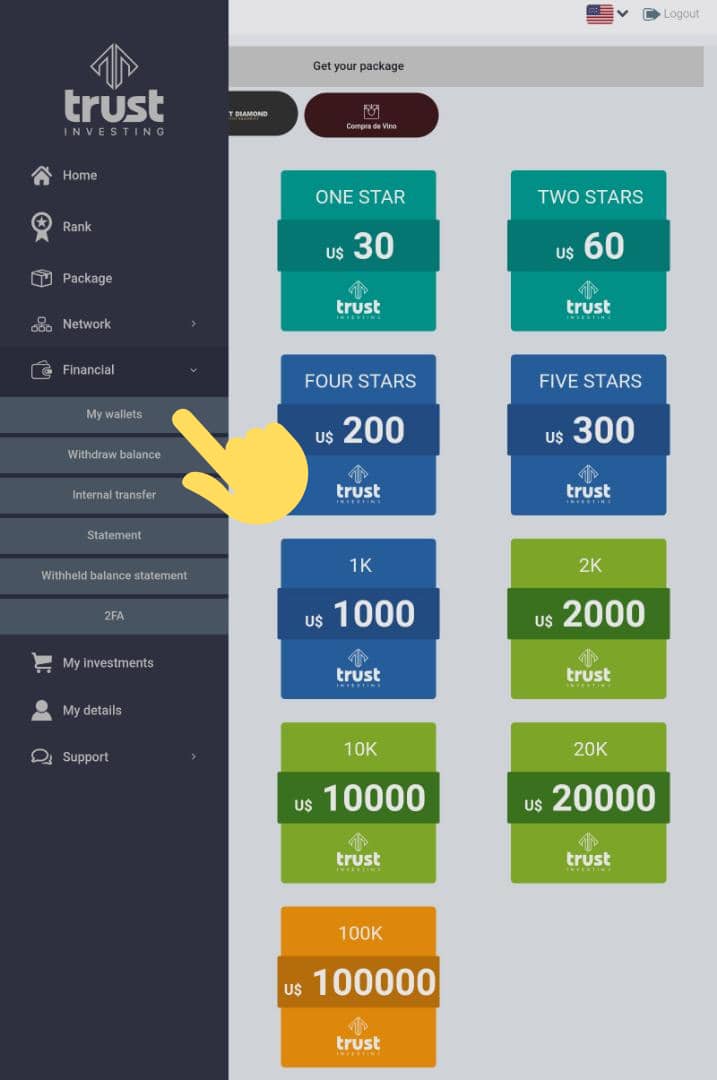 Logout
trust
INVESTING
Get your package
DIAMOND
Compra de Vino
Home
Rank
Package
Network
Financial
My wallets
Withdraw balance
Internal transfer
Statement
Withheld balance statement
2FA
My investments
My details
Support
ONE STAR
U$ 30
trust
INVESTING
TWO STARS
U$ 60
trust
INVESTING
FOUR STARS
U$ 200
trust
INVESTING
FIVE STARS
U$ 300
trust
INVESTING
1K
U$ 1000
trust
INVESTING
2K
U$ 2000
trust
INVESTING
10K
U$ 10000
trust
INVESTING
20K
U$ 20000
trust
INVESTING
100K
U$ 100000
trust
INVESTING